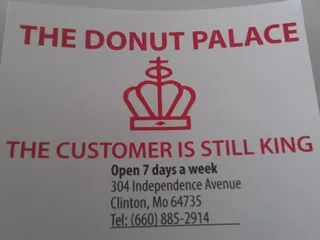 THE DONUT PALACE
THE CUSTOMER IS STILL KING
Open 7 days a week
304 Independence Avenue
Clinton, Mo 64735
Tel: (660) 885-2914